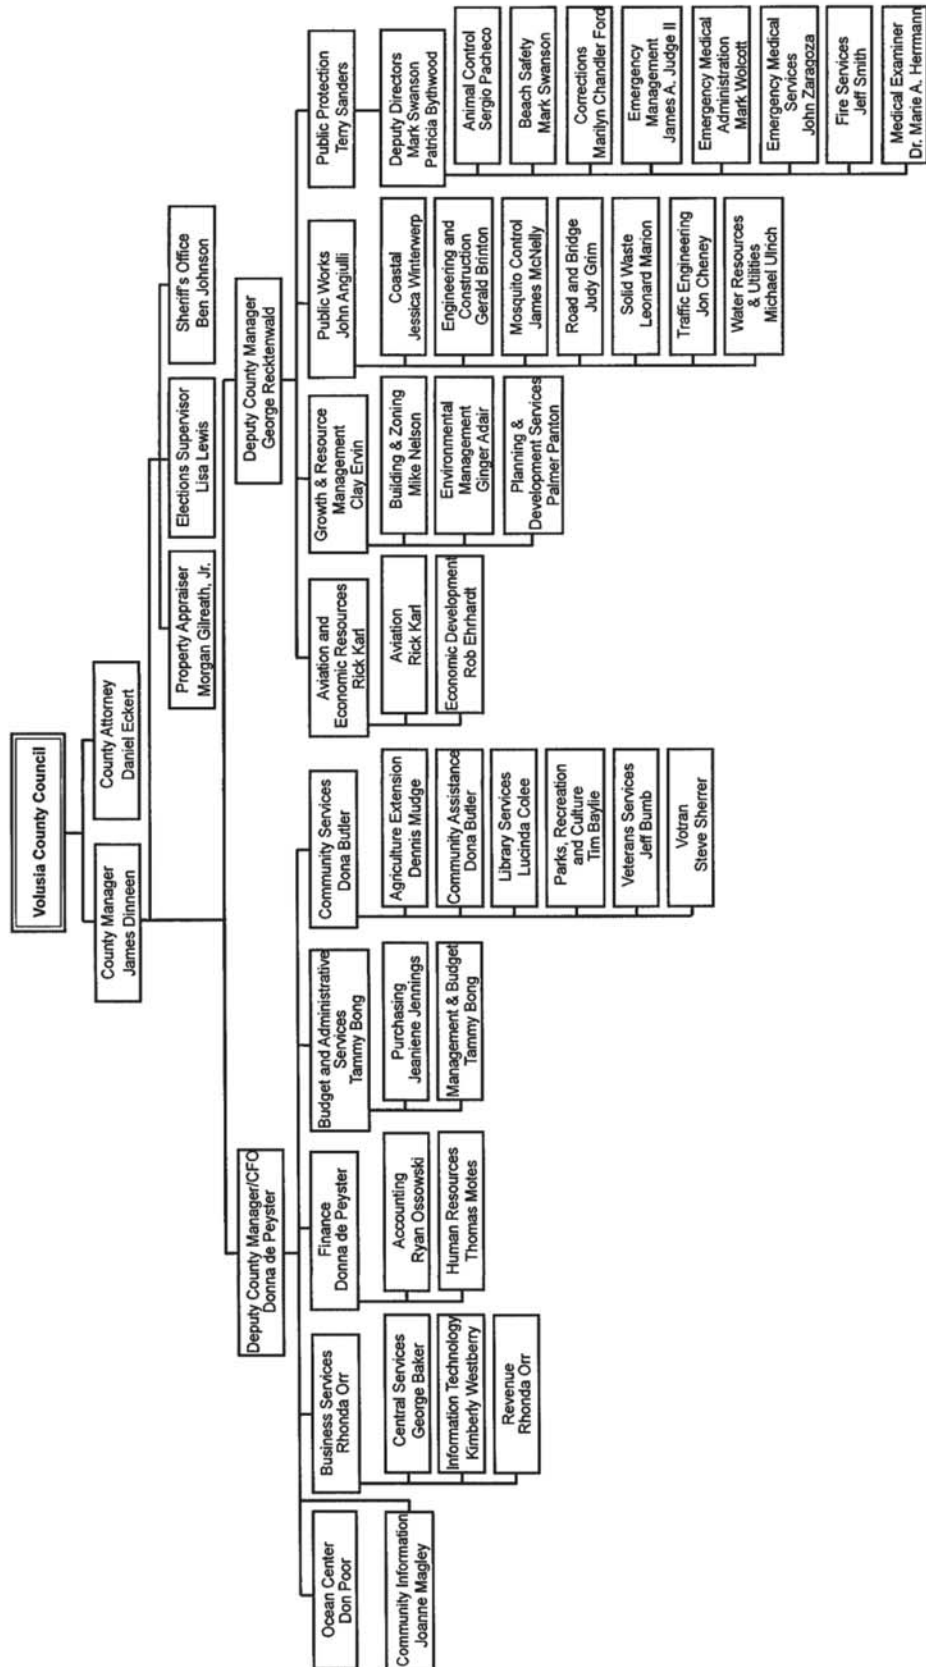 Volusia County Council
County Manager
James Dinneen
County Attorney
Daniel Eckert
Property Appraiser
Morgan Gilreath, Jr.
Elections Supervisor
Lisa Lewis
Sheriff's Office
Ben Johnson
Deputy County Manager/CFO
Donna de Peyster
Deputy County Manager
George Recktenwald
Ocean Center
Don Poor
Community Information
Joanne Magley
Business Services
Rhonda Orr
Central Services
George Baker
Information Technology
Kimberly Westberry
Revenue
Rhonda Orr
Finance
Donna de Peyster
Accounting
Ryan Ossowski
Human Resources
Thomas Motes
Budget and Administrative
Services
Tammy Bong
Purchasing
Jeaniene Jennings
Management & Budget
Tammy Bong
Community Services
Dona Butler
Agriculture Extension
Dennis Mudge
Community Assistance
Dona Butler
Library Services
Lucinda Colee
Parks, Recreation
and Culture
Tim Baylie
Veterans Services
Jeff Bumb
Votran
Steve Sherrer
Aviation and
Economic Resources
Rick Karl
Aviation
Rick Karl
Economic Development
Rob Ehrhardt
Growth & Resource
Management
Clay Ervin
Building & Zoning
Mike Nelson
Environmental
Management
Ginger Adair
Planning &
Development Services
Palmer Panton
Public Works
John Angiulli
Coastal
Jessica Winterwerp
Engineering and
Construction
Gerald Brinton
Mosquito Control
James McNelly
Road and Bridge
Judy Grim
Solid Waste
Leonard Marion
Traffic Engineering
Jon Cheney
Water Resources
& Utilities
Michael Ulrich
Public Protection
Terry Sanders
Deputy Directors
Mark Swanson
Patricia Bythwood
Animal Control
Sergio Pacheco
Beach Safety
Mark Swanson
Corrections
Marilyn Chandler Ford
Emergency
Management
James A. Judge II
Emergency Medical
Administration
Mark Wolcott
Emergency Medical
Services
John Zaragoza
Fire Services
Jeff Smith
Medical Examiner
Dr. Marie A. Herrmann